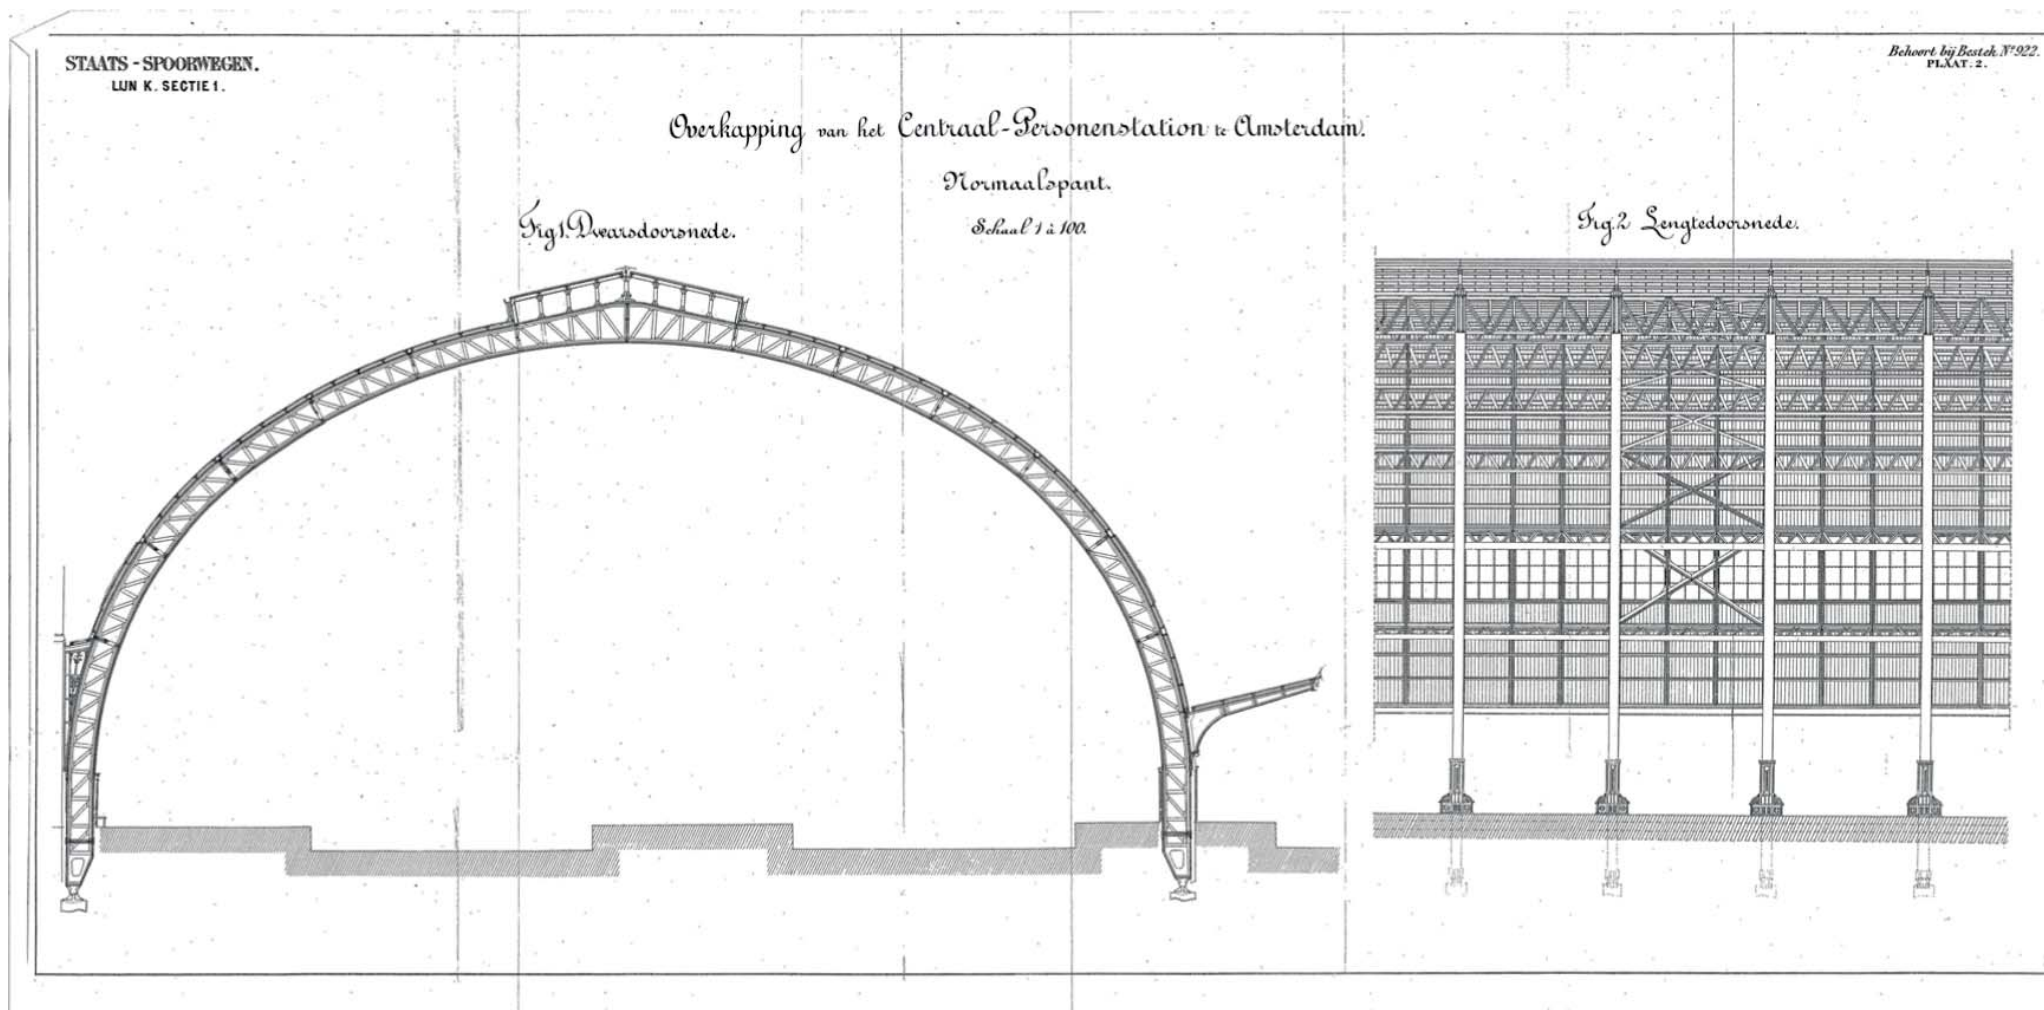 STAATS-SPOORWEGEN.
LIJN K. SECTIE 1.
Behoort bij Bestek Nº 922.
PLAAT. 2.
Overkapping van het Centraal-Personenstation te Amsterdam.
Normaalspant.
Schaal 1 à 100.
Fig 1. Dwarsdoorsnede.
Fig. 2 Lengtedoorsnede.